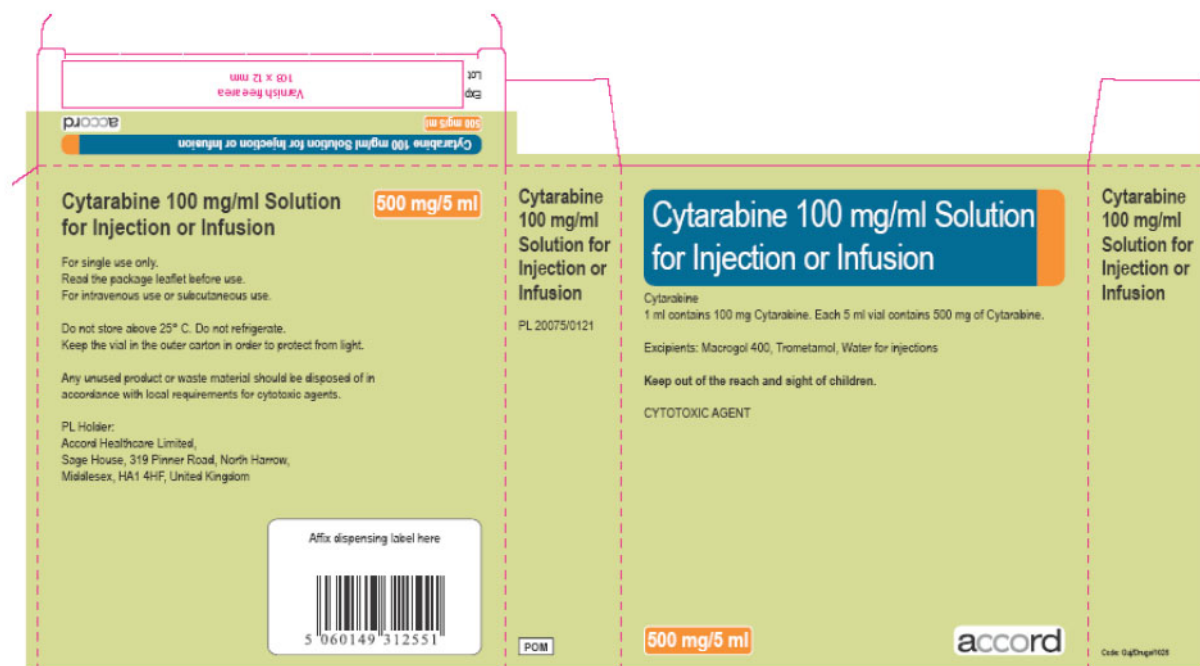 Varnish free area
108 x 12 mm
Lot
Exp
accord
500 mg/5 ml
Cytarabine 100 mg/ml Solution for Injection or Infusion
Cytarabine 100 mg/ml Solution
for Injection or Infusion
500 mg/5 ml
For single use only.
Read the package leaflet before use.
For intravenous use or subcutaneous use.
Do not store above 25° C. Do not refrigerate.
Keep the vial in the outer carton in order to protect from light.
Any unused product or waste material should be disposed of in
accordance with local requirements for cytotoxic agents.
PL Holder:
Accord Healthcare Limited,
Sage House, 319 Pinner Road, North Harrow,
Middlesex, HA1 4HF, United Kingdom
Affix dispensing label here
5 060149 312551
Cytarabine
100 mg/ml
Solution for
Injection or
Infusion
PL 20075/0121
POM
Cytarabine 100 mg/ml Solution
for Injection or Infusion
Cytarabine
1 ml contains 100 mg Cytarabine. Each 5 ml vial contains 500 mg of Cytarabine.
Excipients: Macrogol 400, Trometamol, Water for injections
Keep out of the reach and sight of children.
CYTOTOXIC AGENT
500 mg/5 ml
accord
Cytarabine
100 mg/ml
Solution for
Injection or
Infusion
Code: